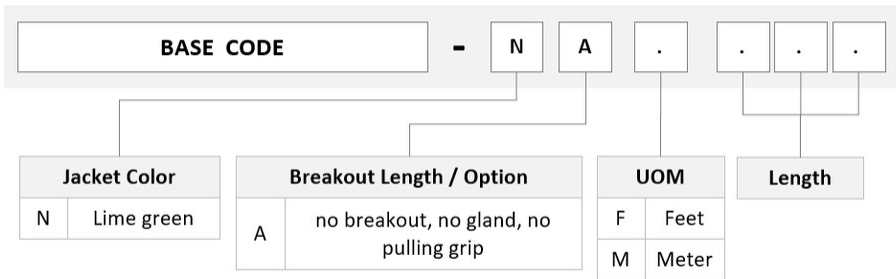 BASE CODE - N A . . . .
Jacket Color
N Lime green
Breakout Length / Option
A no breakout, no gland, no
pulling grip
UOM
F Feet
M Meter
Length